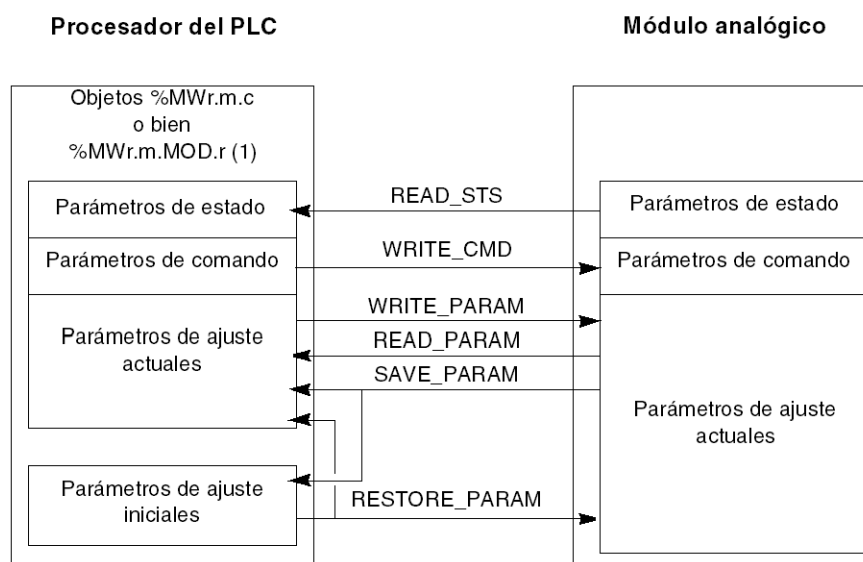 Procesador del PLC
Módulo analógico
Objetos %MWr.m.c
o bien
%MWr.m.MOD.r (1)
Parámetros de estado
READ_STS
Parámetros de estado
Parámetros de comando
WRITE_CMD
Parámetros de comando
WRITE_PARAM
Parámetros de ajuste
actuales
READ_PARAM
SAVE_PARAM
Parámetros de ajuste
actuales
Parámetros de ajuste
iniciales
RESTORE_PARAM